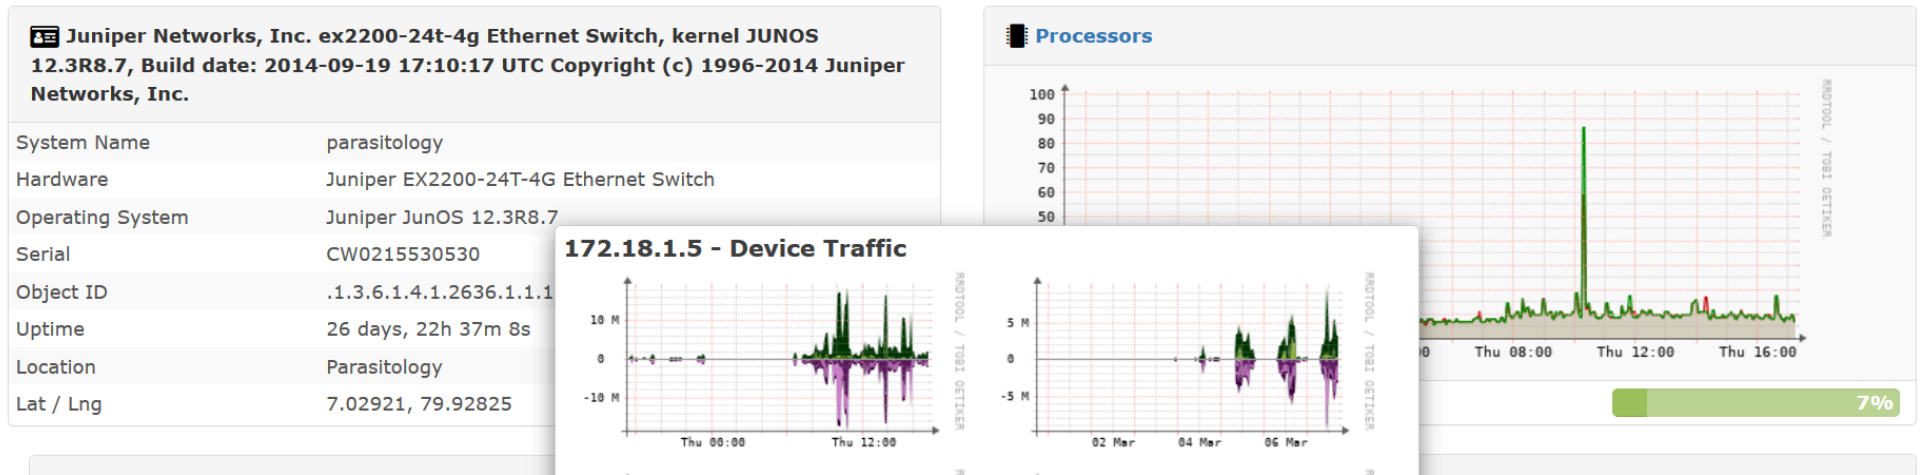 Juniper Networks, Inc. ex2200-24t-4g Ethernet Switch, kernel JUNOS
12.3R8.7, Build date: 2014-09-19 17:10:17 UTC Copyright (c) 1996-2014 Juniper
Networks, Inc.
System Name parasitology
Hardware Juniper EX2200-24T-4G Ethernet Switch
Operating System Juniper JunOS 12.3R8.7
Serial CW0215530530
Object ID .1.3.6.1.4.1.2636.1.1.1
Uptime 26 days, 22h 37m 8s
Location Parasitology
Lat / Lng 7.02921, 79.92825
Processors
100
90
80
70
60
50
RRDTOOL / TOBI OETIKER
00 Thu 08:00 Thu 12:00 Thu 16:00
7%
172.18.1.5 - Device Traffic
10 M
0
-10 M
Thu 00:00 Thu 12:00
RRDTOOL / TOBI OETIKER
5 M
0
-5 M
02 Mar 04 Mar 06 Mar
RRDTOOL / TOBI OETIKER